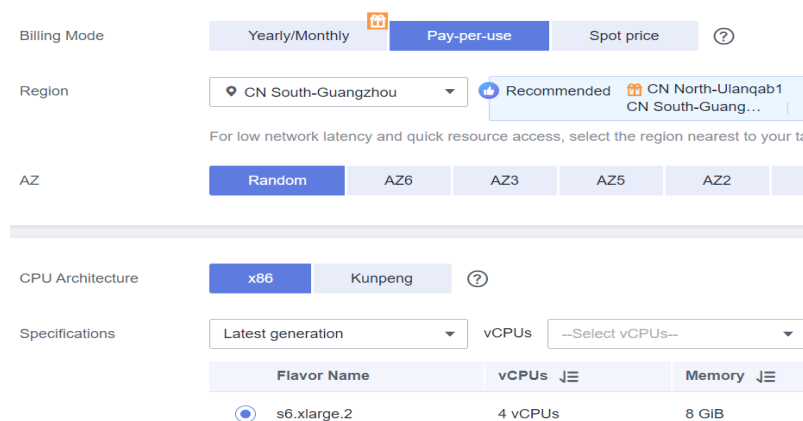 Billing Mode Yearly/Monthly Pay-per-use Spot price ?
Region CN South-Guangzhou Recommended CN North-Ulanqab1
CN South-Guang...
For low network latency and quick resource access, select the region nearest to your
AZ Random AZ6 AZ3 AZ5 AZ2
CPU Architecture x86 Kunpeng ?
Specifications Latest generation vCPUs --Select vCPUs--
Flavor Name vCPUs Memory
s6.xlarge.2 4 vCPUs 8 GiB